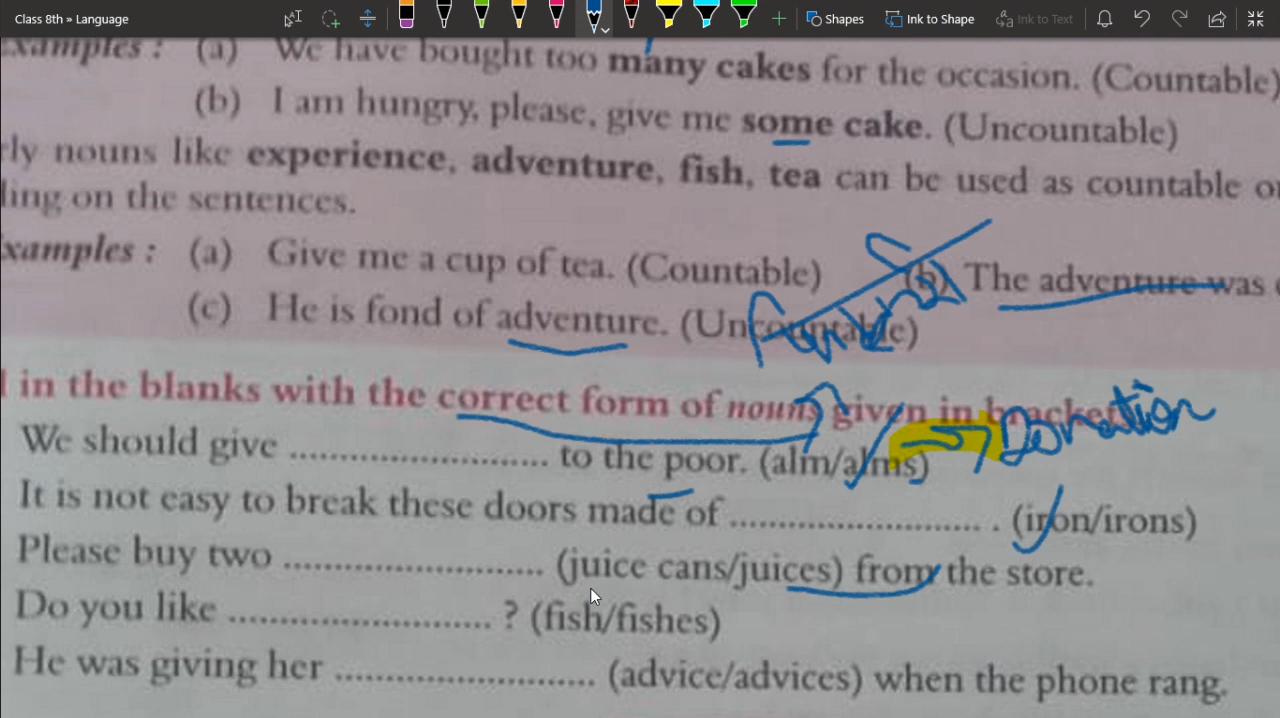 Class 8th » Language
Shapes
Ink to Shape
Ink to Text
xamples : (a) We have bought too many cakes for the occasion. (Countable)
(b) I am hungry, please, give me some cake. (Uncountable)
rly nouns like experience, adventure, fish, tea can be used as countable o
ling on the sentences.
xamples : (a) Give me a cup of tea. (Countable) (b) The adventure was
(c) He is fond of adventure. (Uncountable)
in the blanks with the correct form of nouns given in bracket
Donation
We should give ........................ to the poor. (alm/alms)
It is not easy to break these doors made of ........................ . (iron/irons)
Please buy two ........................ (juice cans/juices) from the store.
Do you like ........................ ? (fish/fishes)
He was giving her ........................ (advice/advices) when the phone rang.